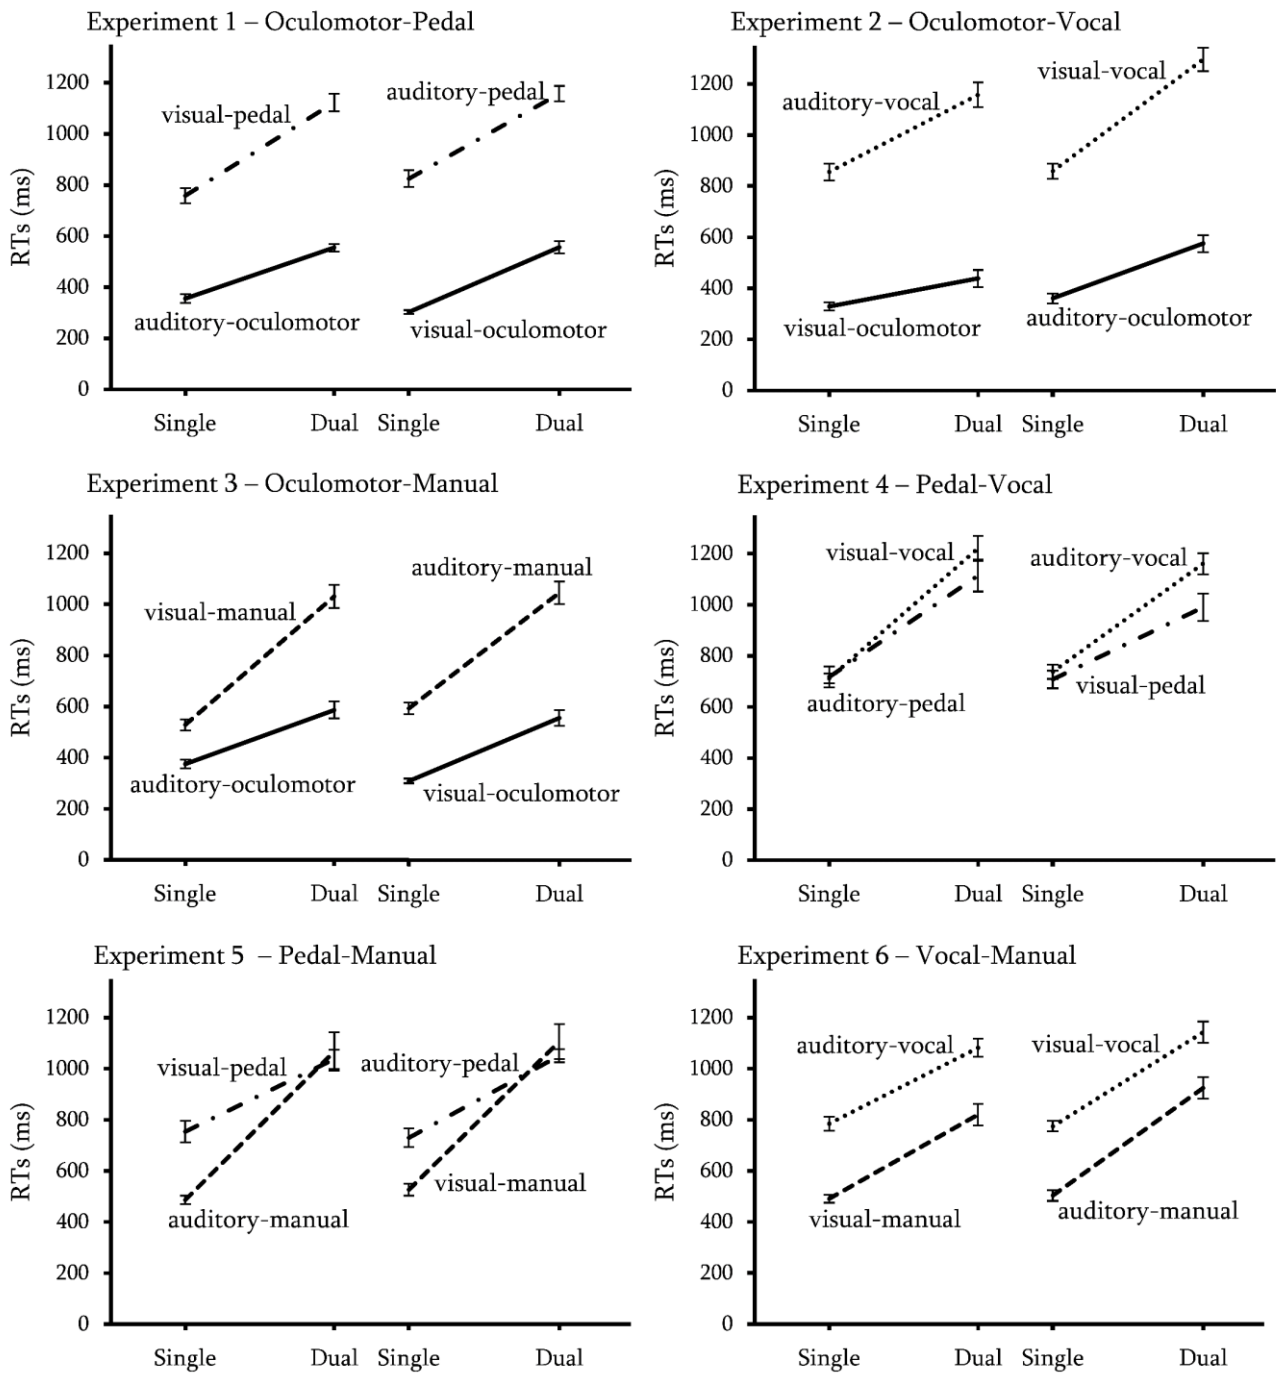 Experiment 1 – Oculomotor-Pedal
RTs (ms)
1200
1000
800
600
400
200
0
visual-pedal
auditory-pedal
auditory-oculomotor
visual-oculomotor
Single Dual Single Dual
Experiment 2 – Oculomotor-Vocal
RTs (ms)
1200
1000
800
600
400
200
0
visual-vocal
auditory-vocal
visual-oculomotor
auditory-oculomotor
Single Dual Single Dual
Experiment 3 – Oculomotor-Manual
RTs (ms)
1200
1000
800
600
400
200
0
auditory-manual
visual-manual
auditory-oculomotor
visual-oculomotor
Single Dual Single Dual
Experiment 4 – Pedal-Vocal
RTs (ms)
1200
1000
800
600
400
200
0
visual-vocal
auditory-vocal
auditory-pedal
visual-pedal
Single Dual Single Dual
Experiment 5 – Pedal-Manual
RTs (ms)
1200
1000
800
600
400
200
0
visual-pedal
auditory-pedal
auditory-manual
visual-manual
Single Dual Single Dual
Experiment 6 – Vocal-Manual
RTs (ms)
1200
1000
800
600
400
200
0
auditory-vocal
visual-vocal
visual-manual
auditory-manual
Single Dual Single Dual